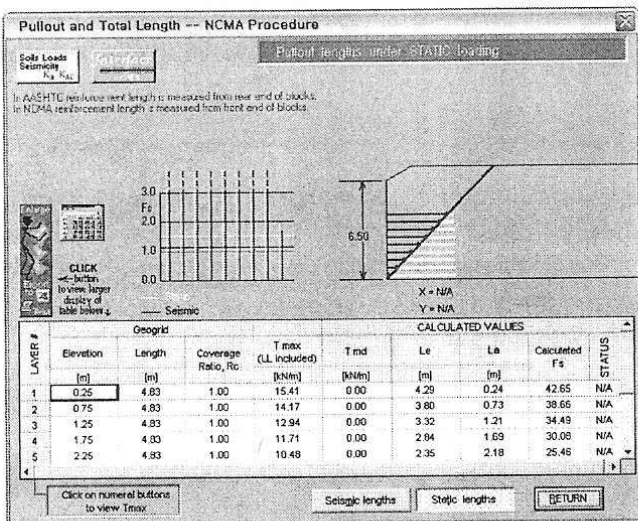 Pullout and Total Length -- NCMA Procedure
Soils Loads
Seismicity
Pullout lengths under STATIC loading
In AASHTO reinforcement length is measured from rear end of blocks.
In NCMA reinforcement length is measured from front end of blocks.
3.0
Fs
2.0
1.0
0.0
Seismic
6.50
X = N/A
Y = N/A
CLICK
<-- button
to view larger
display of
table below
LAYER #
Geogrid
CALCULATED VALUES
STATUS
Elevation Length Coverage Ratio, Rc T max (LL included) T md Le La Calculated Fs
[m] [m] [kN/m] [kN/m] [m] [m]
1 0.25 4.83 1.00 15.41 0.00 4.29 0.24 42.65 N/A
2 0.75 4.83 1.00 14.17 0.00 3.80 0.73 38.65 N/A
3 1.25 4.83 1.00 12.94 0.00 3.32 1.21 34.49 N/A
4 1.75 4.83 1.00 11.71 0.00 2.84 1.69 30.08 N/A
5 2.25 4.83 1.00 10.48 0.00 2.35 2.18 25.46 N/A
Click on numeral buttons
to view Tmax
Seismic lengths
Static lengths
RETURN